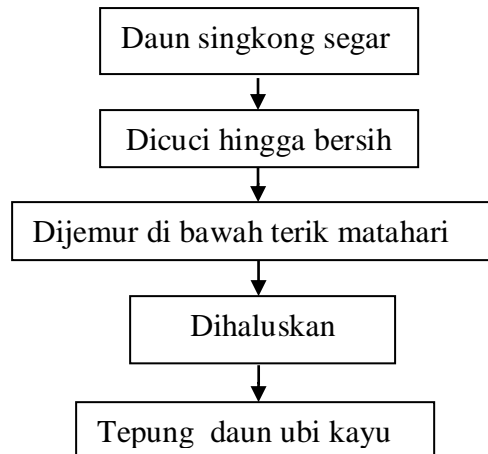 Daun singkong segar
Dicuci hingga bersih
Dijemur di bawah terik matahari
Dihaluskan
Tepung daun ubi kayu